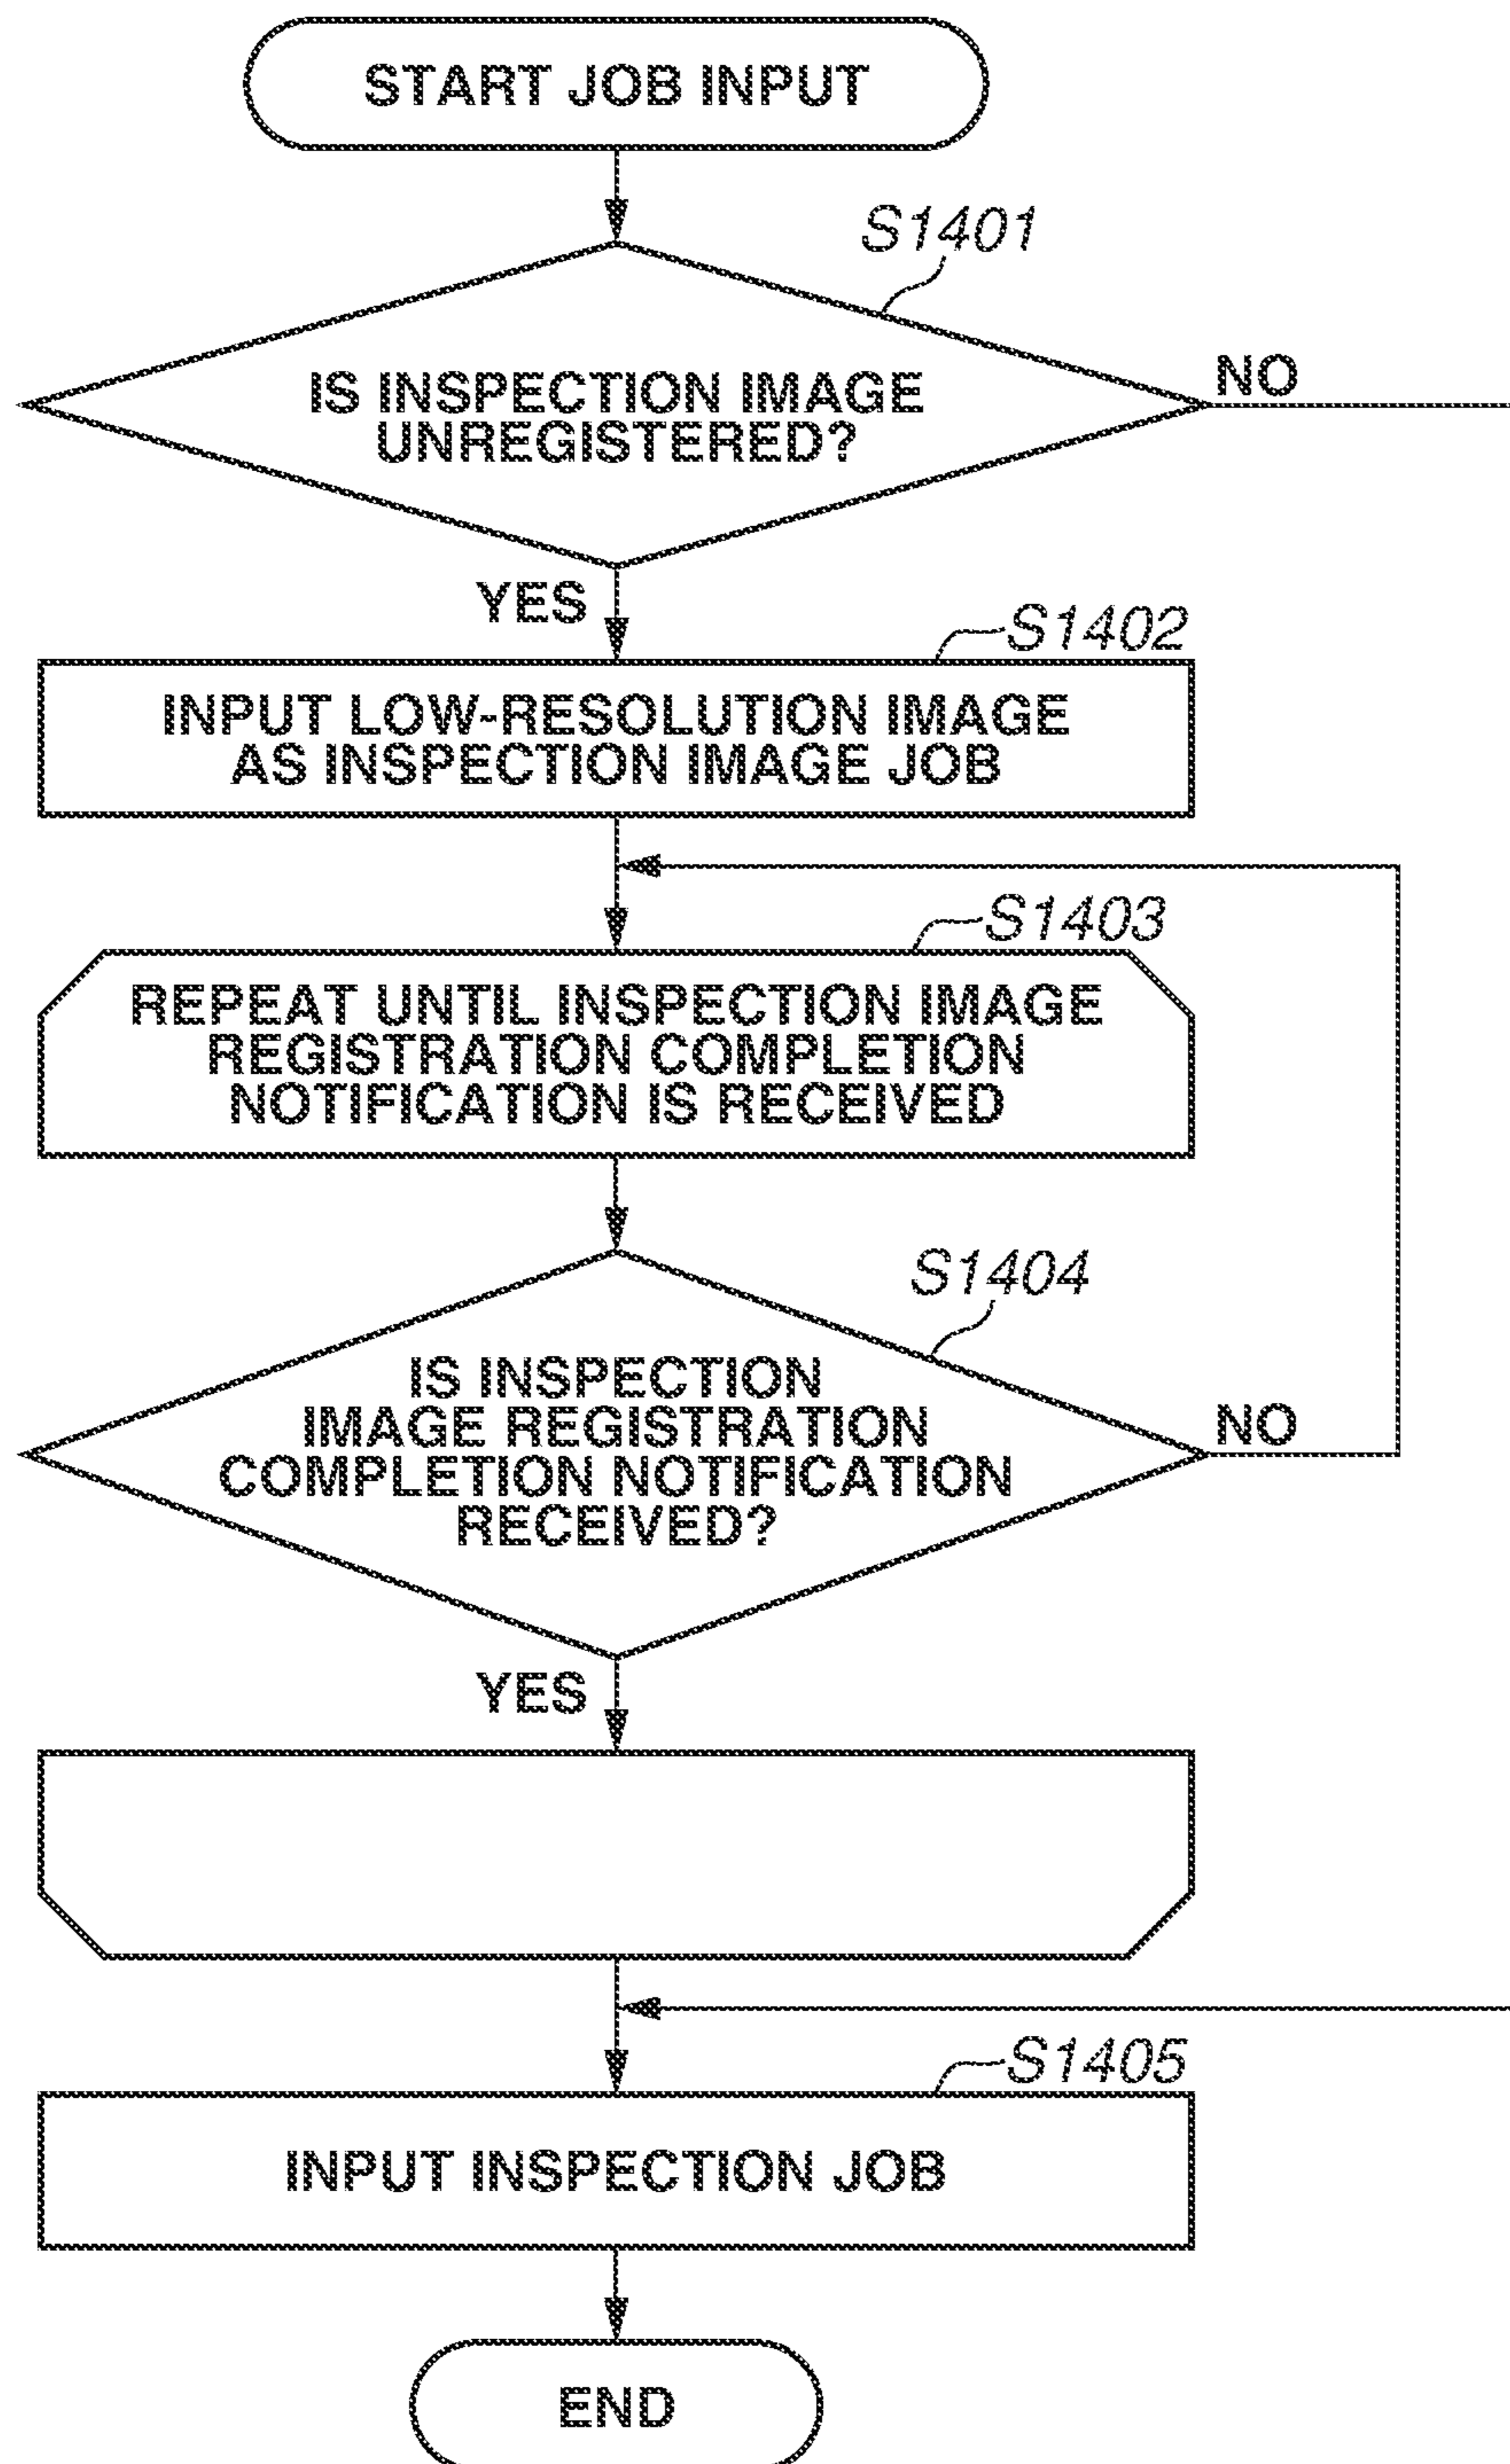 START JOB INPUT
S1401
IS INSPECTION IMAGE
UNREGISTERED?
NO
YES
S1402
INPUT LOW-RESOLUTION IMAGE
AS INSPECTION IMAGE JOB
S1403
REPEAT UNTIL INSPECTION IMAGE
REGISTRATION COMPLETION
NOTIFICATION IS RECEIVED
S1404
IS INSPECTION
IMAGE REGISTRATION
COMPLETION NOTIFICATION
RECEIVED?
NO
YES
S1405
INPUT INSPECTION JOB
END